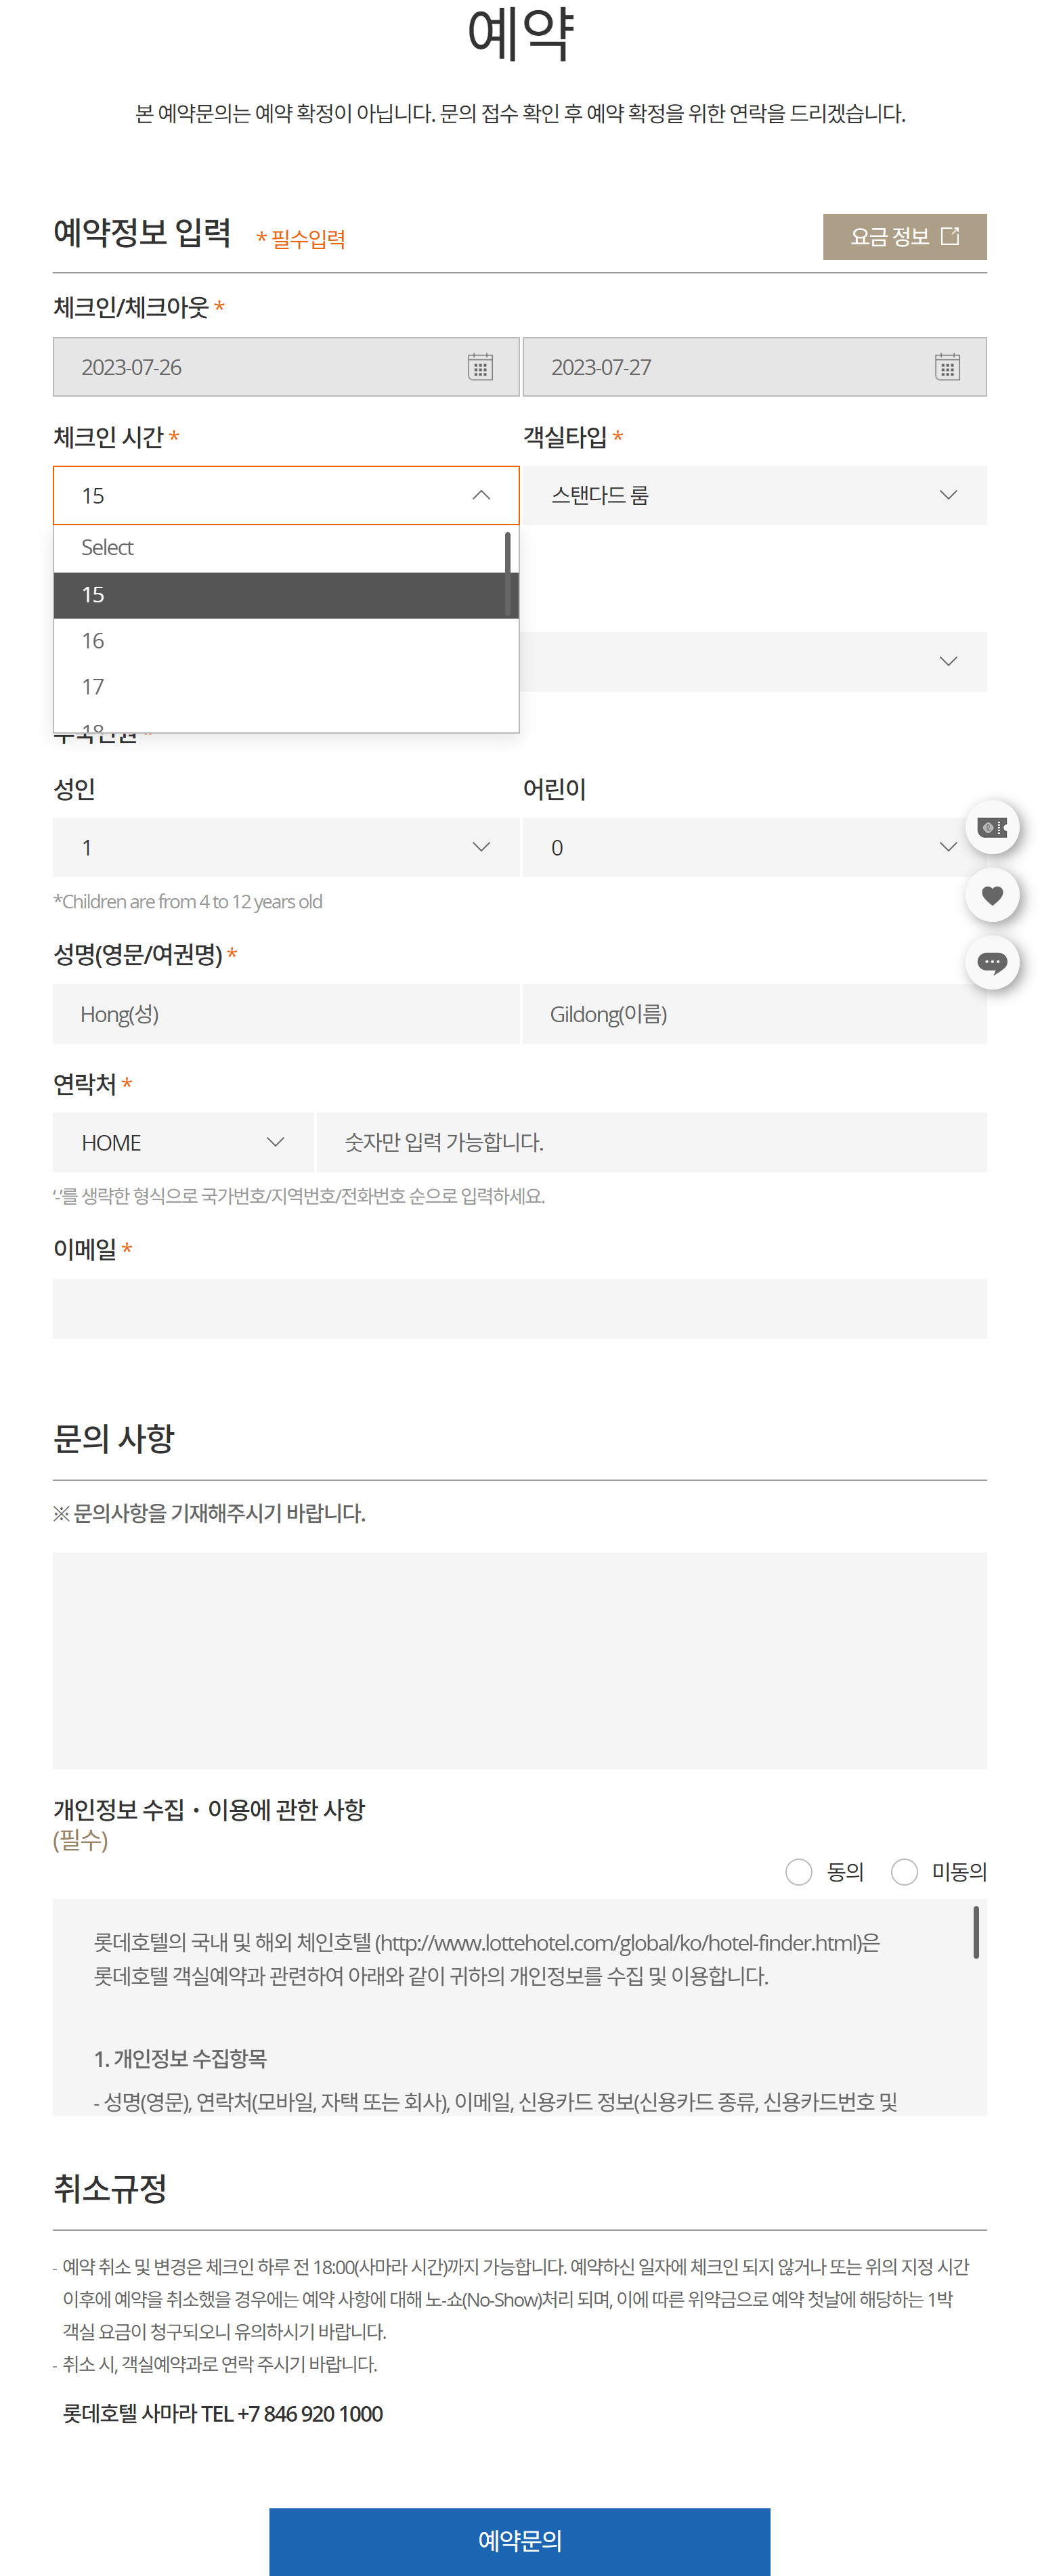 예약
본 예약문의는 예약 확정이 아닙니다. 문의 접수 확인 후 예약 확정을 위한 연락을 드리겠습니다.
예약정보 입력 * 필수입력
요금 정보
체크인/체크아웃 *
2023-07-26
2023-07-27
체크인 시간 *
객실타입 *
15
스탠다드 룸
Select
15
16
17
18
성인
어린이
1
0
*Children are from 4 to 12 years old
성명(영문/여권명) *
Hong(성)
Gildong(이름)
연락처 *
HOME
숫자만 입력 가능합니다.
‘-’를 생략한 형식으로 국가번호/지역번호/전화번호 순으로 입력하세요.
이메일 *
문의 사항
※ 문의사항을 기재해주시기 바랍니다.
개인정보 수집・이용에 관한 사항
(필수)
동의
미동의
롯데호텔의 국내 및 해외 체인호텔 (http://www.lottehotel.com/global/ko/hotel-finder.html)은
롯데호텔 객실예약과 관련하여 아래와 같이 귀하의 개인정보를 수집 및 이용합니다.
1. 개인정보 수집항목
- 성명(영문), 연락처(모바일, 자택 또는 회사), 이메일, 신용카드 정보(신용카드 종류, 신용카드번호 및
취소규정
- 예약 취소 및 변경은 체크인 하루 전 18:00(사마라 시간)까지 가능합니다. 예약하신 일자에 체크인 되지 않거나 또는 위의 지정 시간
이후에 예약을 취소했을 경우에는 예약 사항에 대해 노-쇼(No-Show)처리 되며, 이에 따른 위약금으로 예약 첫날에 해당하는 1박
객실 요금이 청구되오니 유의하시기 바랍니다.
- 취소 시, 객실예약과로 연락 주시기 바랍니다.
롯데호텔 사마라 TEL +7 846 920 1000
예약문의